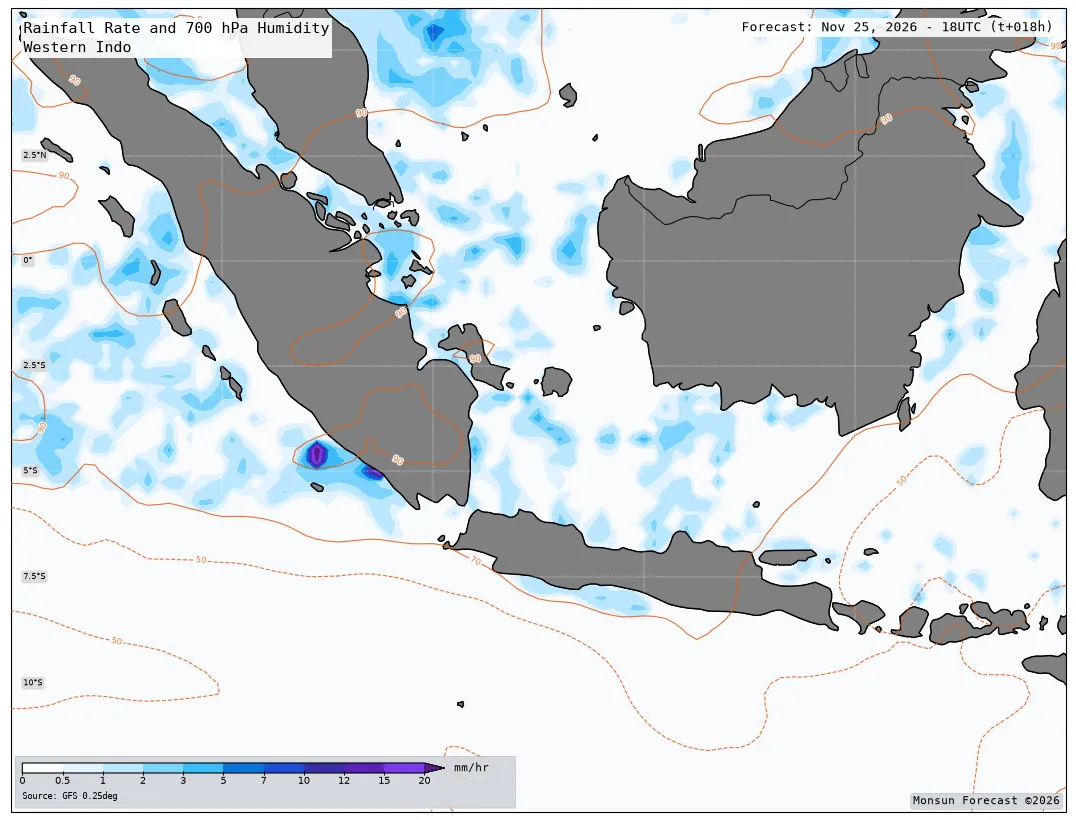 Rainfall Rate and 700 hPa Humidity
Western Indo
Forecast: Nov 25, 2026 - 18UTC (t+018h)
90
90
90
90
90
2.5°N
0°
90
90
2.5°S
90
90
5°S
50
50
70
7.5°S
50
10°S
0 0.5 1 2 3 5 7 10 12 15 20 mm/hr
Source: GFS 0.25deg
Monsun Forecast ©2026